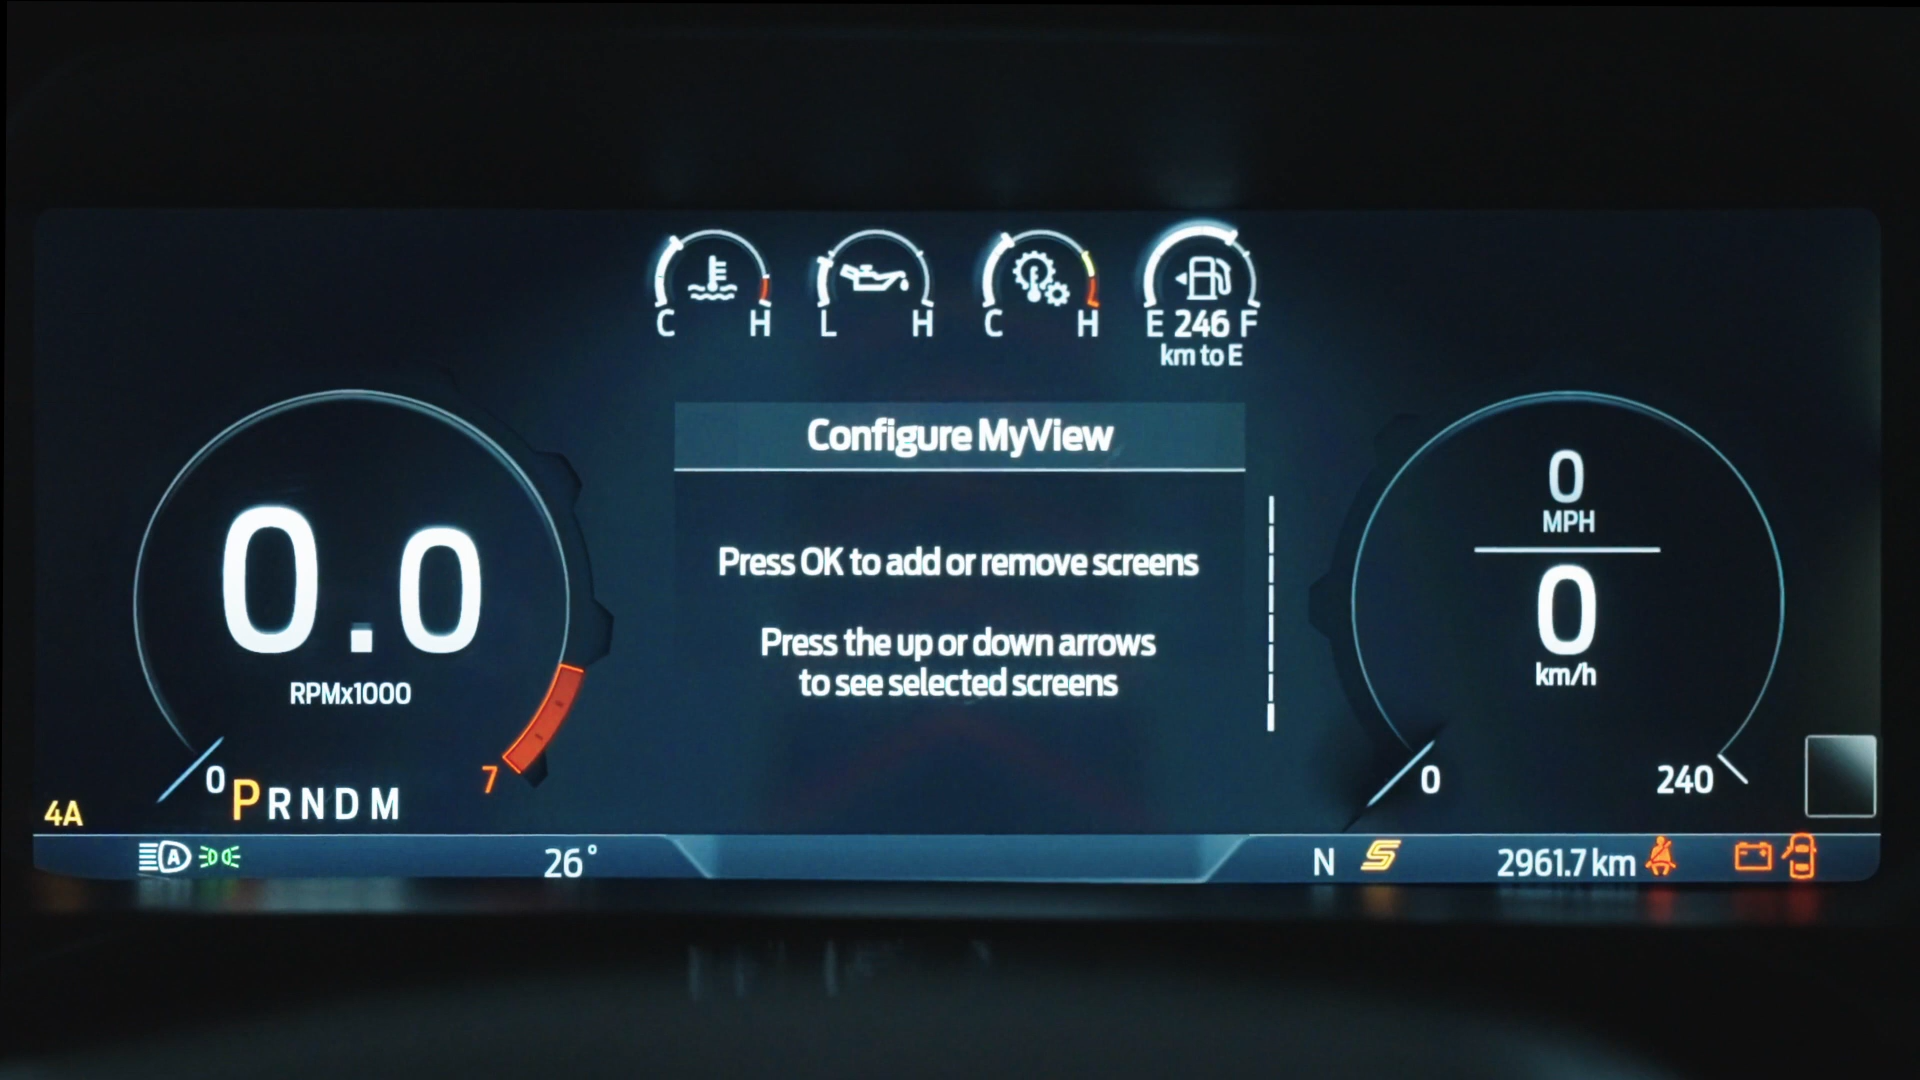 C H
L H
C H
E 246 F
km to E
Configure MyView
Press OK to add or remove screens
Press the up or down arrows
to see selected screens
0.0
RPMx1000
0
7
P R N D M
4A
A
26°
0
MPH
0
km/h
0
240
N
2961.7 km